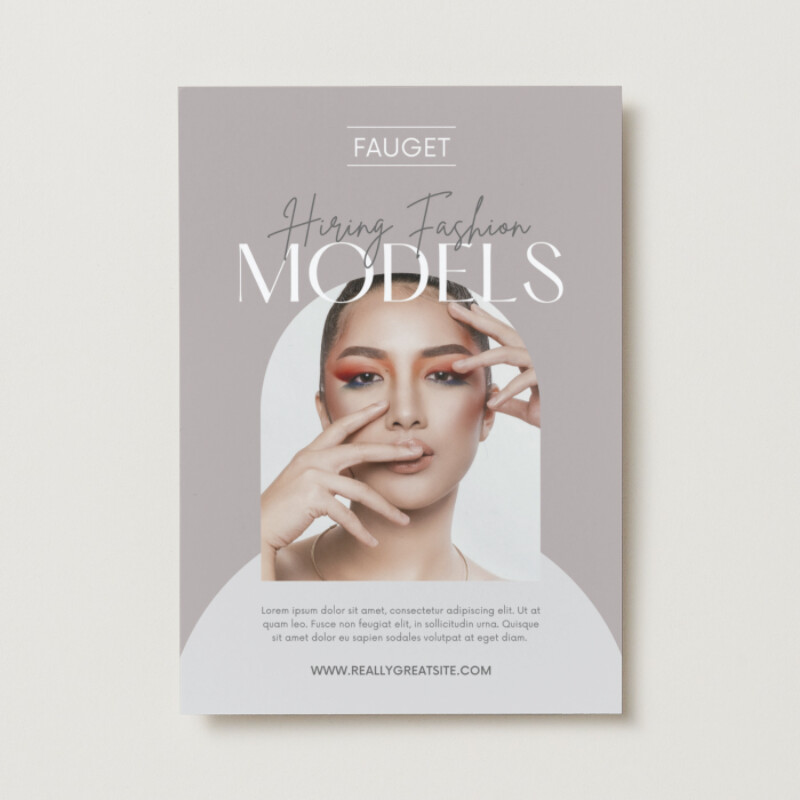 FAUGET
Hiring Fashion
MODELS
Lorem ipsum dolor sit amet, consectetur adipiscing elit. Ut at
quam leo. Fusce non feugiat elit, in sollicitudin urna. Quisque
sit amet dolor eu sapien sodales volutpat at eget diam.
WWW.REALLYGREATSITE.COM